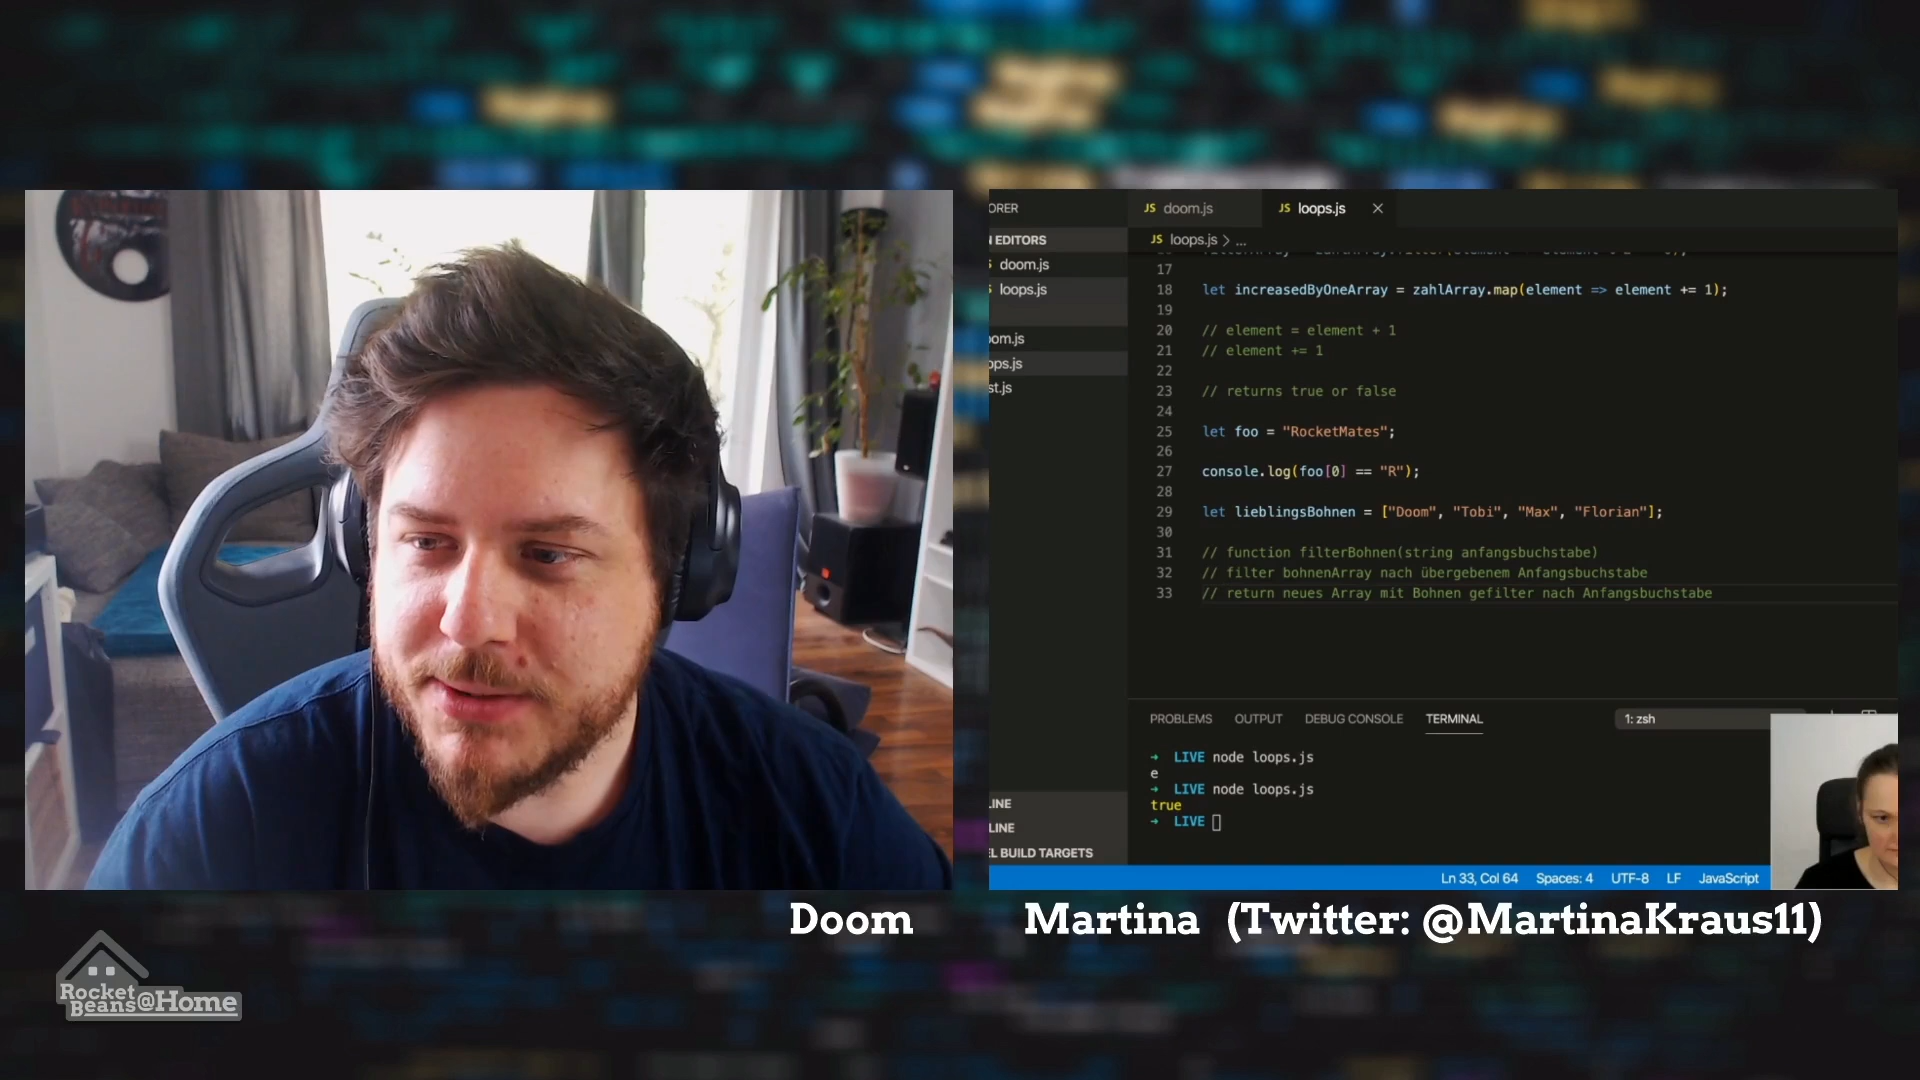 ORER
JS doom.js
JS loops.js ×
EDITORS
doom.js
loops.js
om.js
ops.js
st.js
JS loops.js > ...
17
18 let increasedByOneArray = zahlArray.map(element => element += 1);
19
20 // element = element + 1
21 // element += 1
22
23 // returns true or false
24
25 let foo = "RocketMates";
26
27 console.log(foo[0] == "R");
28
29 let lieblingsBohnen = ["Doom", "Tobi", "Max", "Florian"];
30
31 // function filterBohnen(string anfangsbuchstabe)
32 // filter bohnenArray nach übergebenem Anfangsbuchstabe
33 // return neues Array mit Bohnen gefilter nach Anfangsbuchstabe
PROBLEMS OUTPUT DEBUG CONSOLE TERMINAL 1: zsh
➜ LIVE node loops.js
e
➜ LIVE node loops.js
true
➜ LIVE
LINE
LINE
EL BUILD TARGETS
Ln 33, Col 64 Spaces: 4 UTF-8 LF JavaScript
Doom
Martina (Twitter: @MartinaKraus11)
Rocket
Beans@Home